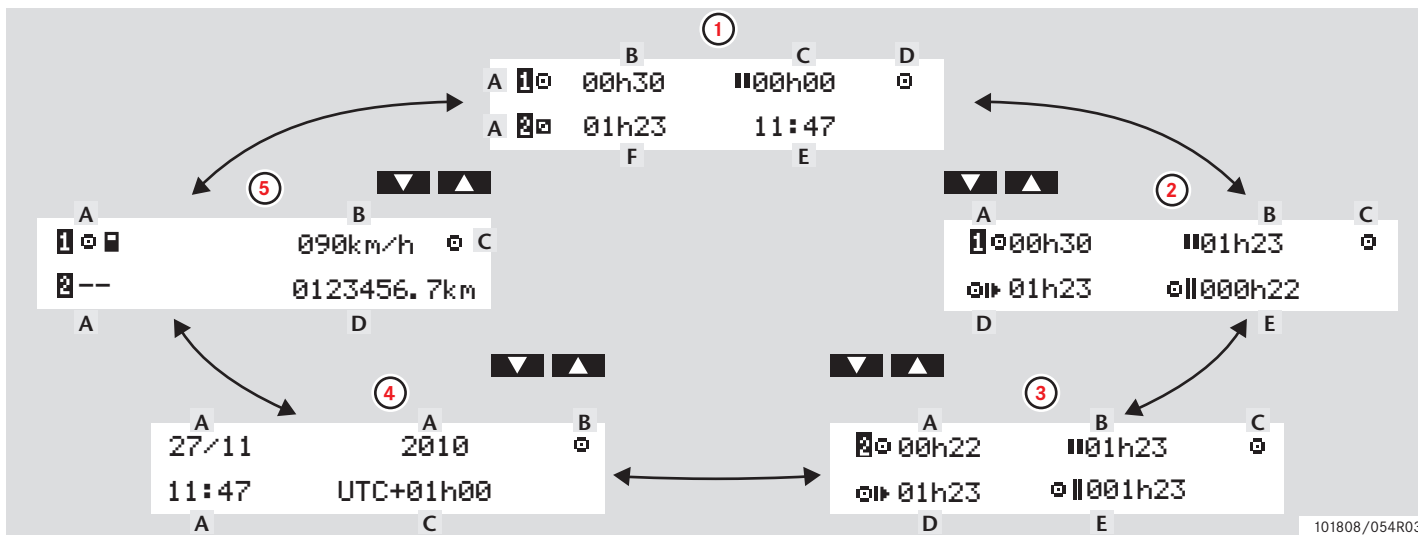 1
B C D
A 1 00h30 00h00
A 2 01h23 11:47
F E
5
A B
1 090km/h C
2 -- 0123456.7km
A D
2
A B C
1 00h30 01h23
01h23 000h22
D E
4
A A B
27/11 2010
11:47 UTC+01h00
A C
3
A B C
2 00h22 01h23
01h23 001h23
D E
101808/054R03